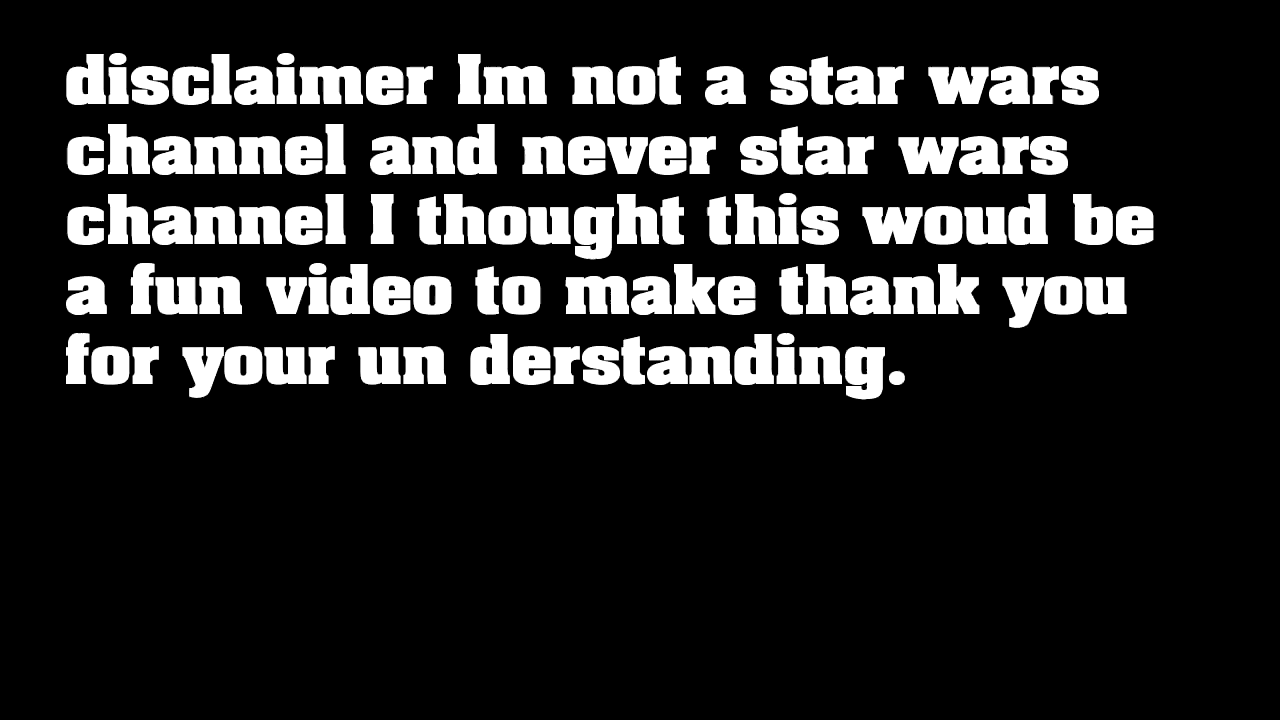 disclaimer Im not a star wars
channel and never star wars
channel I thought this woud be
a fun video to make thank you
for your un derstanding.